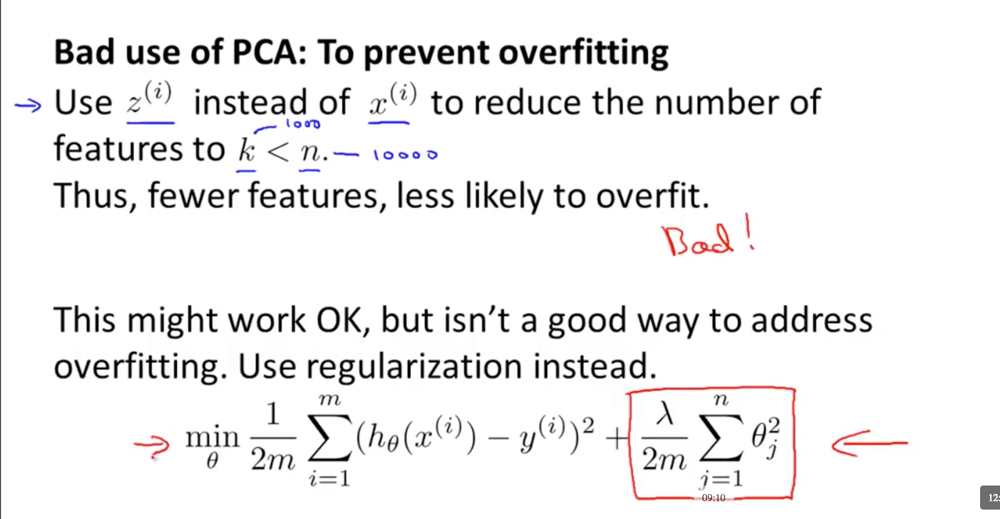 Bad use of PCA: To prevent overfitting
→ Use z^{(i)} instead of x^{(i)} to reduce the number of
1000
features to k < n. — 10000
Thus, fewer features, less likely to overfit.
Bad!
This might work OK, but isn't a good way to address
overfitting. Use regularization instead.
→ \min_{\theta} \frac{1}{2m} \sum_{i=1}^{m} (h_{\theta}(x^{(i)}) - y^{(i)})^2 + \frac{\lambda}{2m} \sum_{j=1}^{n} \theta_j^2 ←
09:10
12: